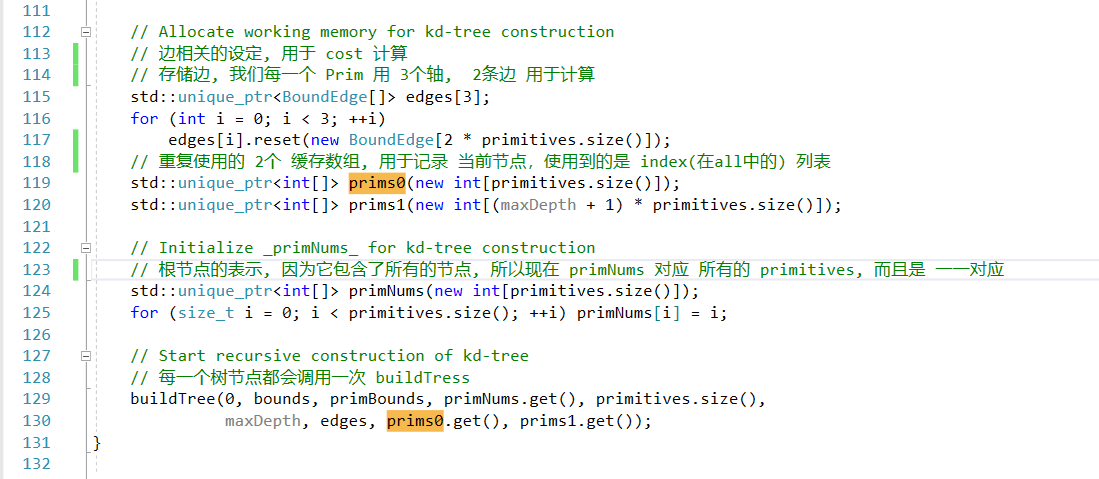 111
112 // Allocate working memory for kd-tree construction
113 // 边相关的设定, 用于 cost 计算
114 // 存储边, 我们每一个 Prim 用 3个轴,  2条边 用于计算
115 std::unique_ptr<BoundEdge[]> edges[3];
116 for (int i = 0; i < 3; ++i)
117     edges[i].reset(new BoundEdge[2 * primitives.size()]);
118 // 重复使用的 2个 缓存数组, 用于记录 当前节点, 使用到的是 index(在all中的) 列表
119 std::unique_ptr<int[]> prims0(new int[primitives.size()]);
120 std::unique_ptr<int[]> prims1(new int[(maxDepth + 1) * primitives.size()]);
121
122 // Initialize _primNums_ for kd-tree construction
123 // 根节点的表示, 因为它包含了所有的节点, 所以现在 primNums 对应 所有的 primitives, 而且是 一一对应
124 std::unique_ptr<int[]> primNums(new int[primitives.size()]);
125 for (size_t i = 0; i < primitives.size(); ++i) primNums[i] = i;
126
127 // Start recursive construction of kd-tree
128 // 每一个树节点都会调用一次 buildTress
129 buildTree(0, bounds, primBounds, primNums.get(), primitives.size(),
130           maxDepth, edges, prims0.get(), prims1.get());
131 }
132